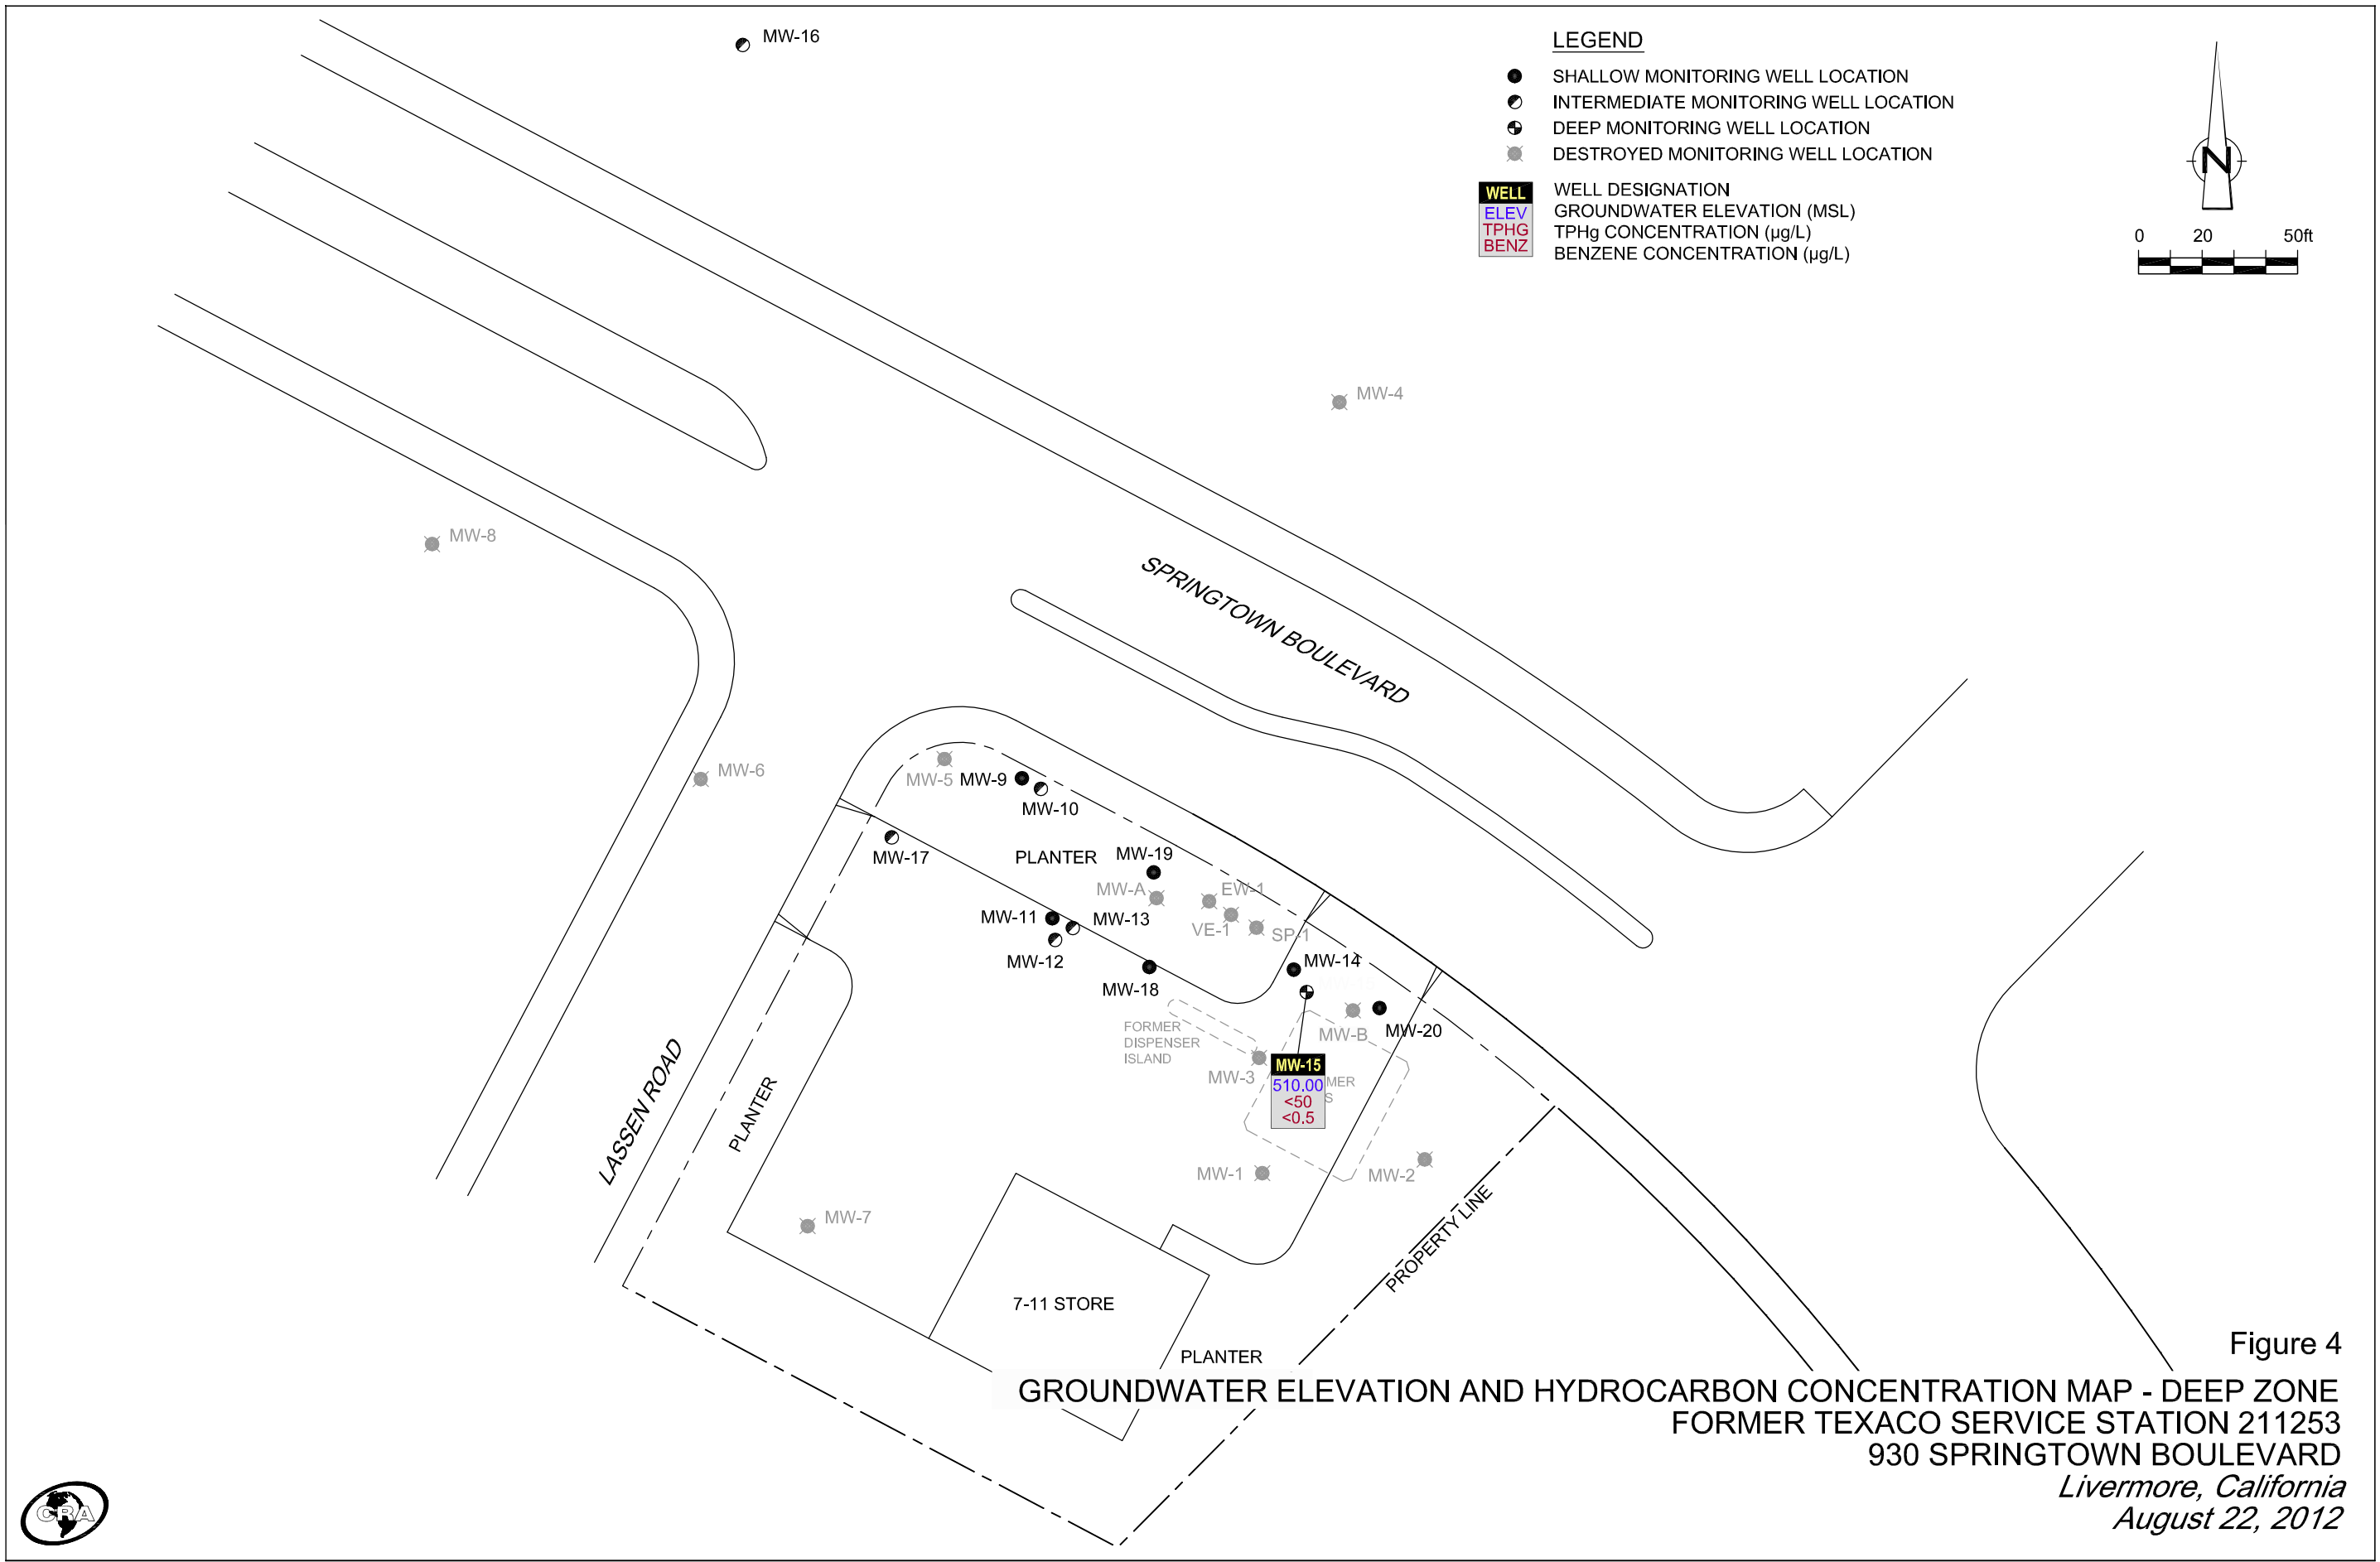 MW-16
LEGEND
SHALLOW MONITORING WELL LOCATION
INTERMEDIATE MONITORING WELL LOCATION
DEEP MONITORING WELL LOCATION
DESTROYED MONITORING WELL LOCATION
WELL
ELEV
TPHG
BENZ
WELL DESIGNATION
GROUNDWATER ELEVATION (MSL)
TPHg CONCENTRATION (µg/L)
BENZENE CONCENTRATION (µg/L)
N
0 20 50ft
MW-4
MW-8
SPRINGTOWN BOULEVARD
MW-6
MW-5
MW-9
MW-10
MW-17
PLANTER
MW-19
MW-A
EW-1
MW-11
MW-13
VE-1
SP-1
MW-12
MW-14
MW-18
MW-20
MW-B
FORMER
DISPENSER
ISLAND
MW-3
MW-15
510.00
<50
<0.5
MER
S
LASSEN ROAD
PLANTER
MW-1
MW-2
MW-7
PROPERTY LINE
7-11 STORE
PLANTER
Figure 4
GROUNDWATER ELEVATION AND HYDROCARBON CONCENTRATION MAP - DEEP ZONE
FORMER TEXACO SERVICE STATION 211253
930 SPRINGTOWN BOULEVARD
Livermore, California
August 22, 2012
CRA